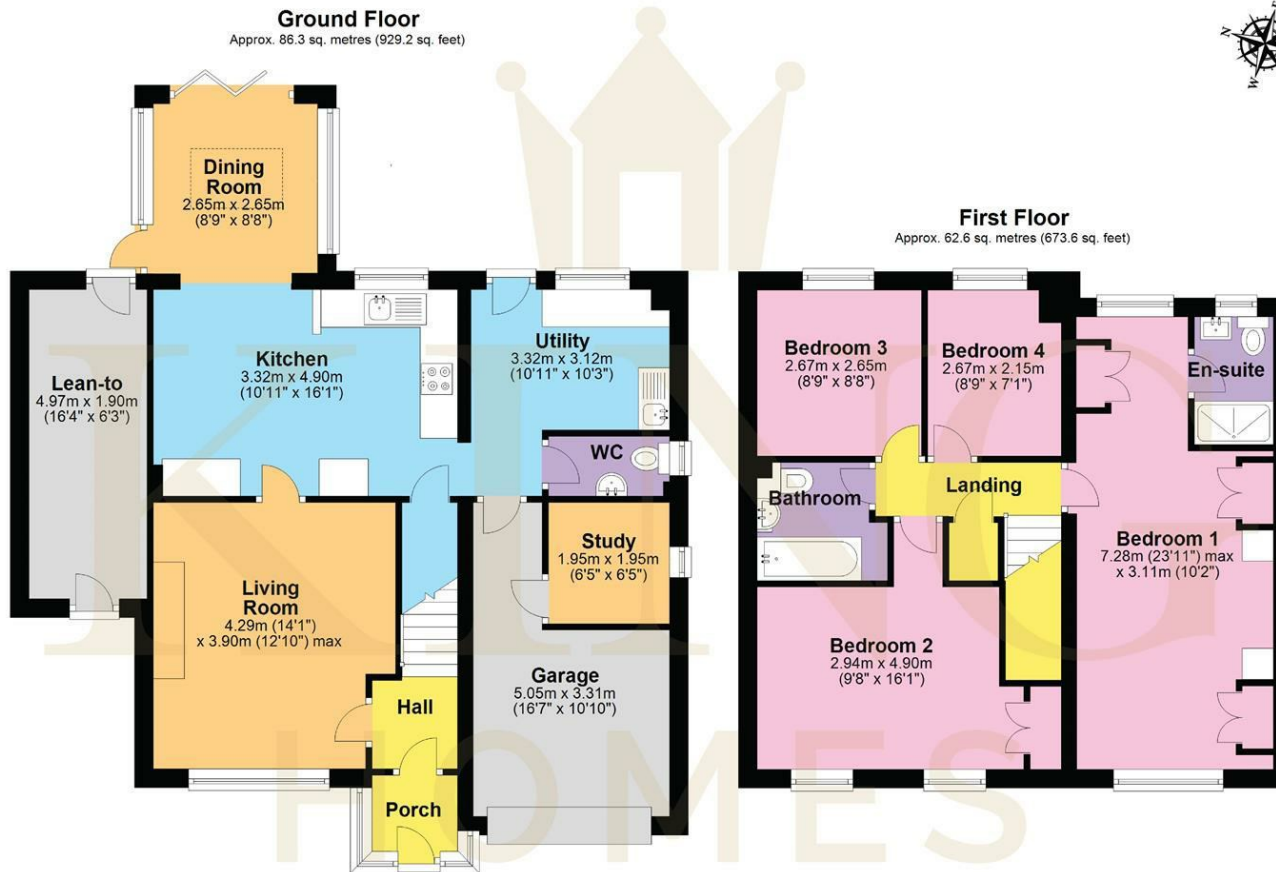 Ground Floor
Approx. 86.3 sq. metres (929.2 sq. feet)
N
W
Dining
Room
2.65m x 2.65m
(8'9" x 8'8")
Kitchen
3.32m x 4.90m
(10'11" x 16'1")
Utility
3.32m x 3.12m
(10'11" x 10'3")
Lean-to
4.97m x 1.90m
(16'4" x 6'3")
WC
Study
1.95m x 1.95m
(6'5" x 6'5")
Living
Room
4.29m (14'1")
x 3.90m (12'10") max
Garage
5.05m x 3.31m
(16'7" x 10'10")
Hall
Porch
First Floor
Approx. 62.6 sq. metres (673.6 sq. feet)
Bedroom 3
2.67m x 2.65m
(8'9" x 8'8")
Bedroom 4
2.67m x 2.15m
(8'9" x 7'1")
En-suite
Bathroom
Landing
Bedroom 1
7.28m (23'11") max
x 3.11m (10'2")
Bedroom 2
2.94m x 4.90m
(9'8" x 16'1")
KING
HOMES